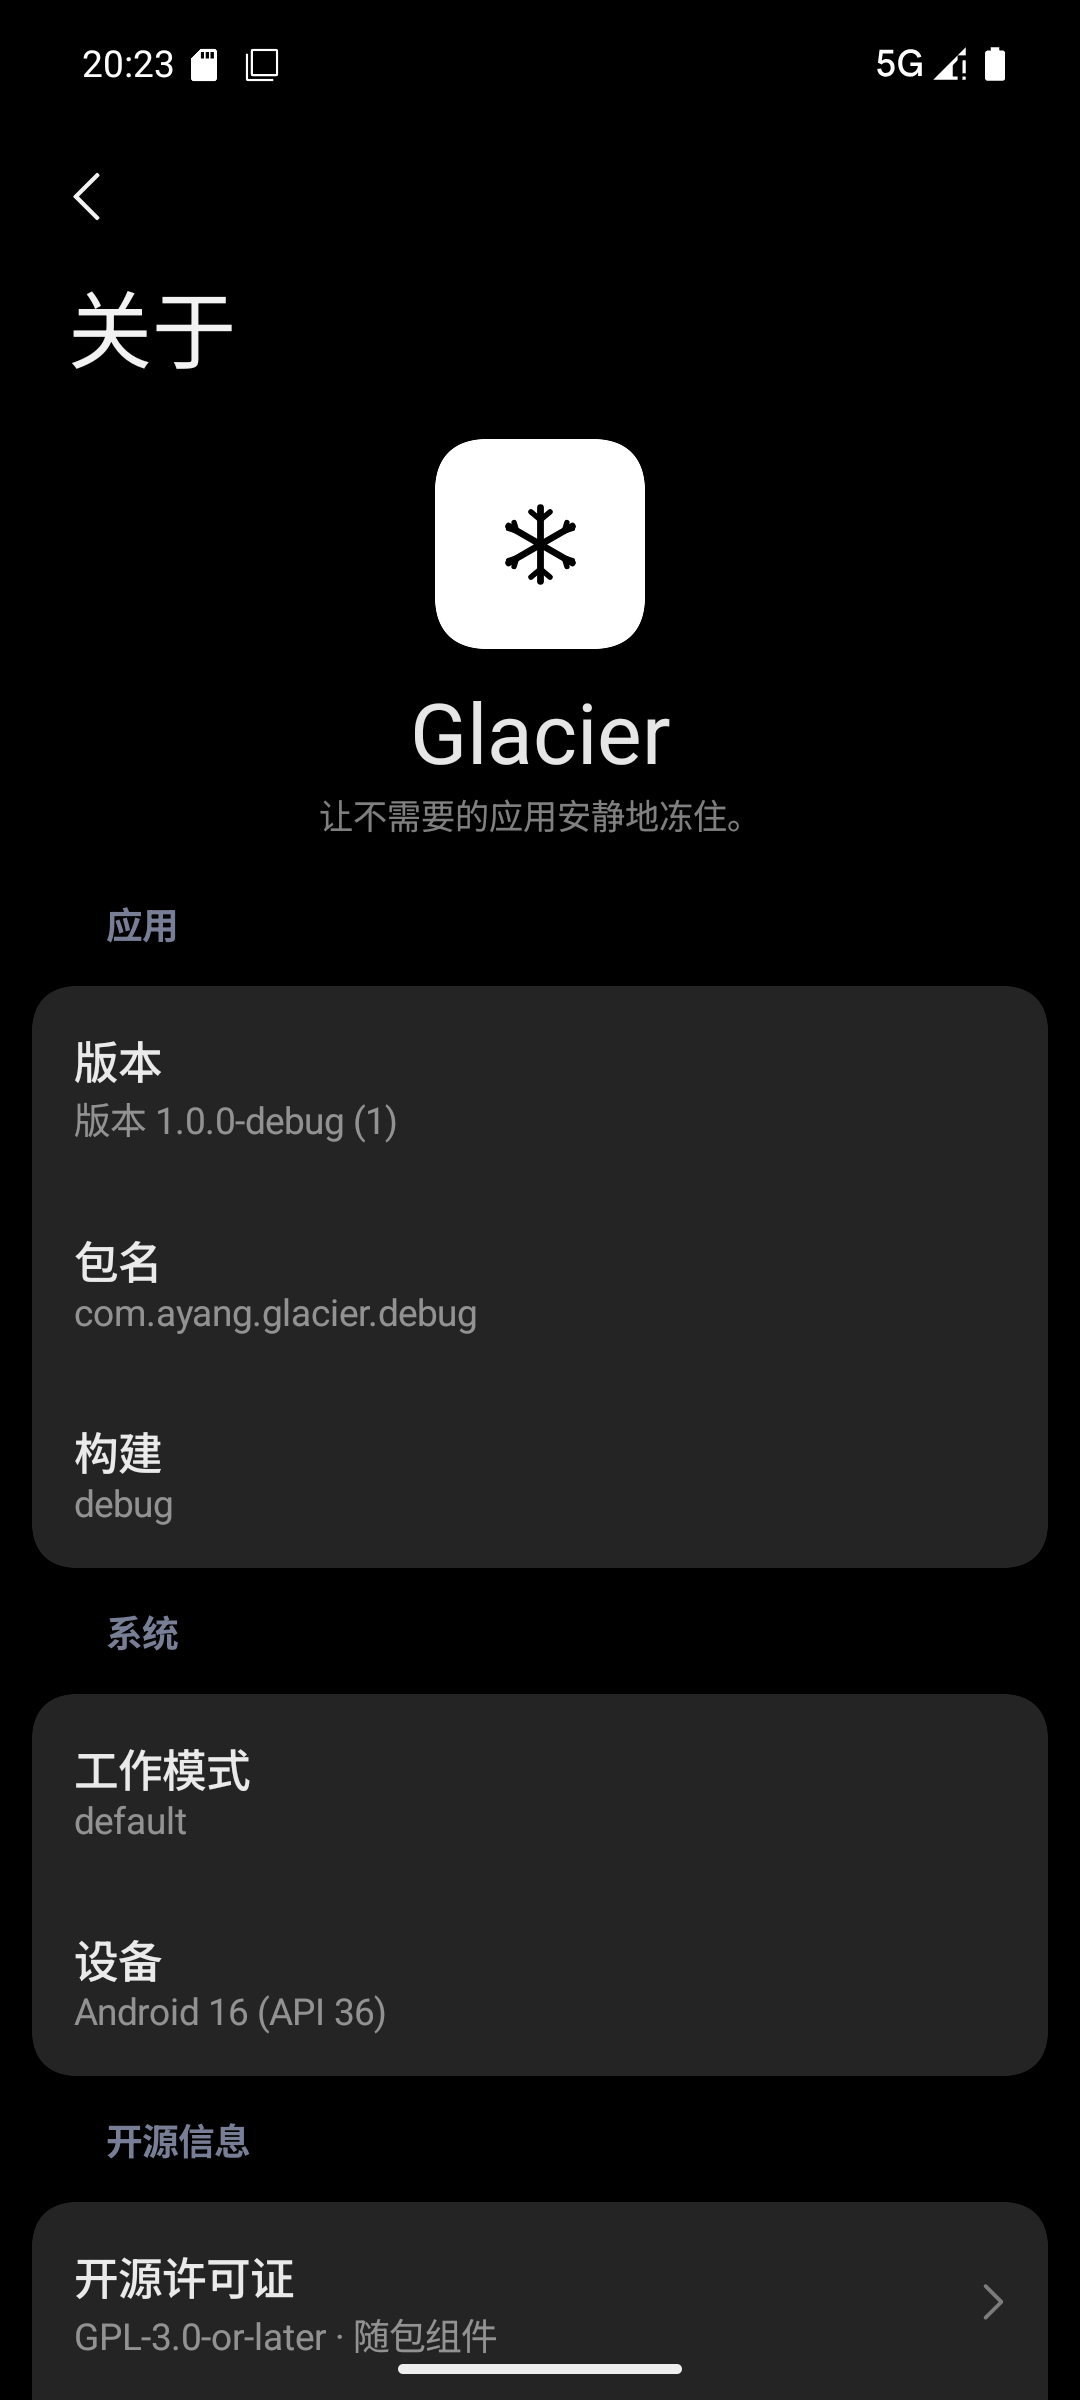 20:23
5G
关于
Glacier
让不需要的应用安静地冻住。
应用
版本
版本 1.0.0-debug (1)
包名
com.ayang.glacier.debug
构建
debug
系统
工作模式
default
设备
Android 16 (API 36)
开源信息
开源许可证
GPL-3.0-or-later · 随包组件